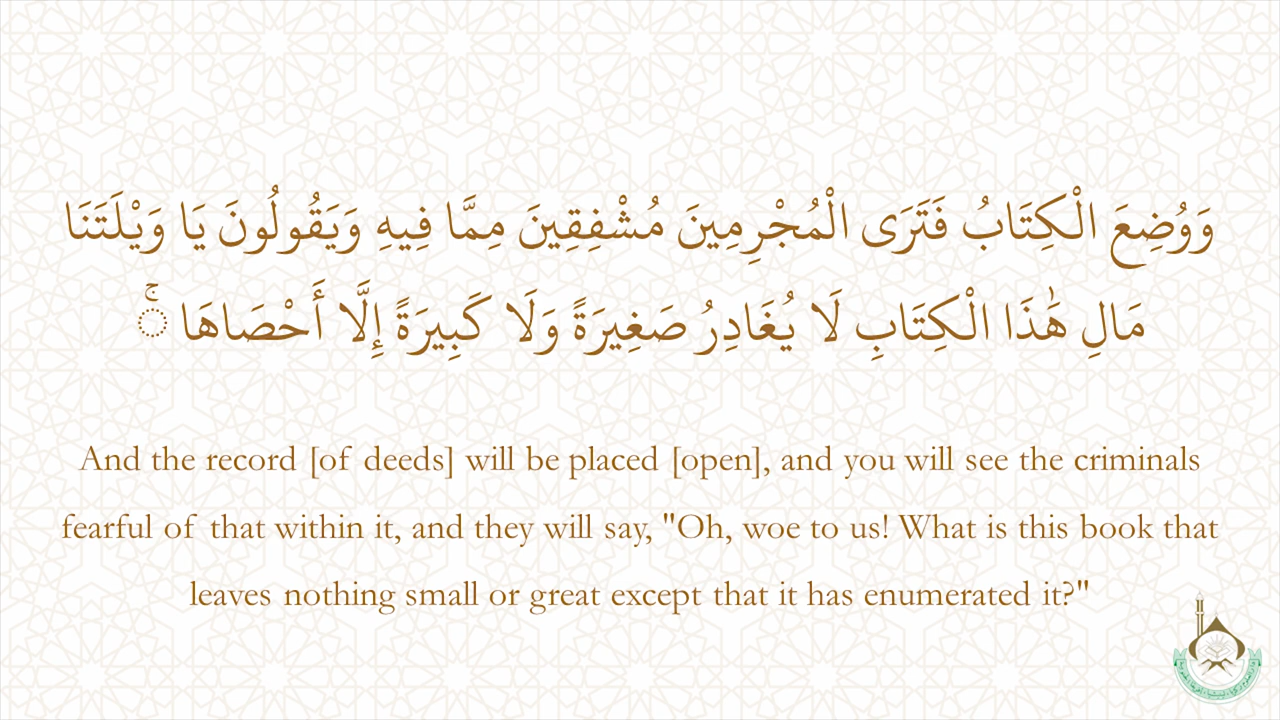 وَوُضِعَ الْكِتَابُ فَتَرَى الْمُجْرِمِينَ مُشْفِقِينَ مِمَّا فِيهِ وَيَقُولُونَ يَا وَيْلَتَنَا
مَالِ هَٰذَا الْكِتَابِ لَا يُغَادِرُ صَغِيرَةً وَلَا كَبِيرَةً إِلَّا أَحْصَاهَا ۚ
And the record [of deeds] will be placed [open], and you will see the criminals
fearful of that within it, and they will say, "Oh, woe to us! What is this book that
leaves nothing small or great except that it has enumerated it?"